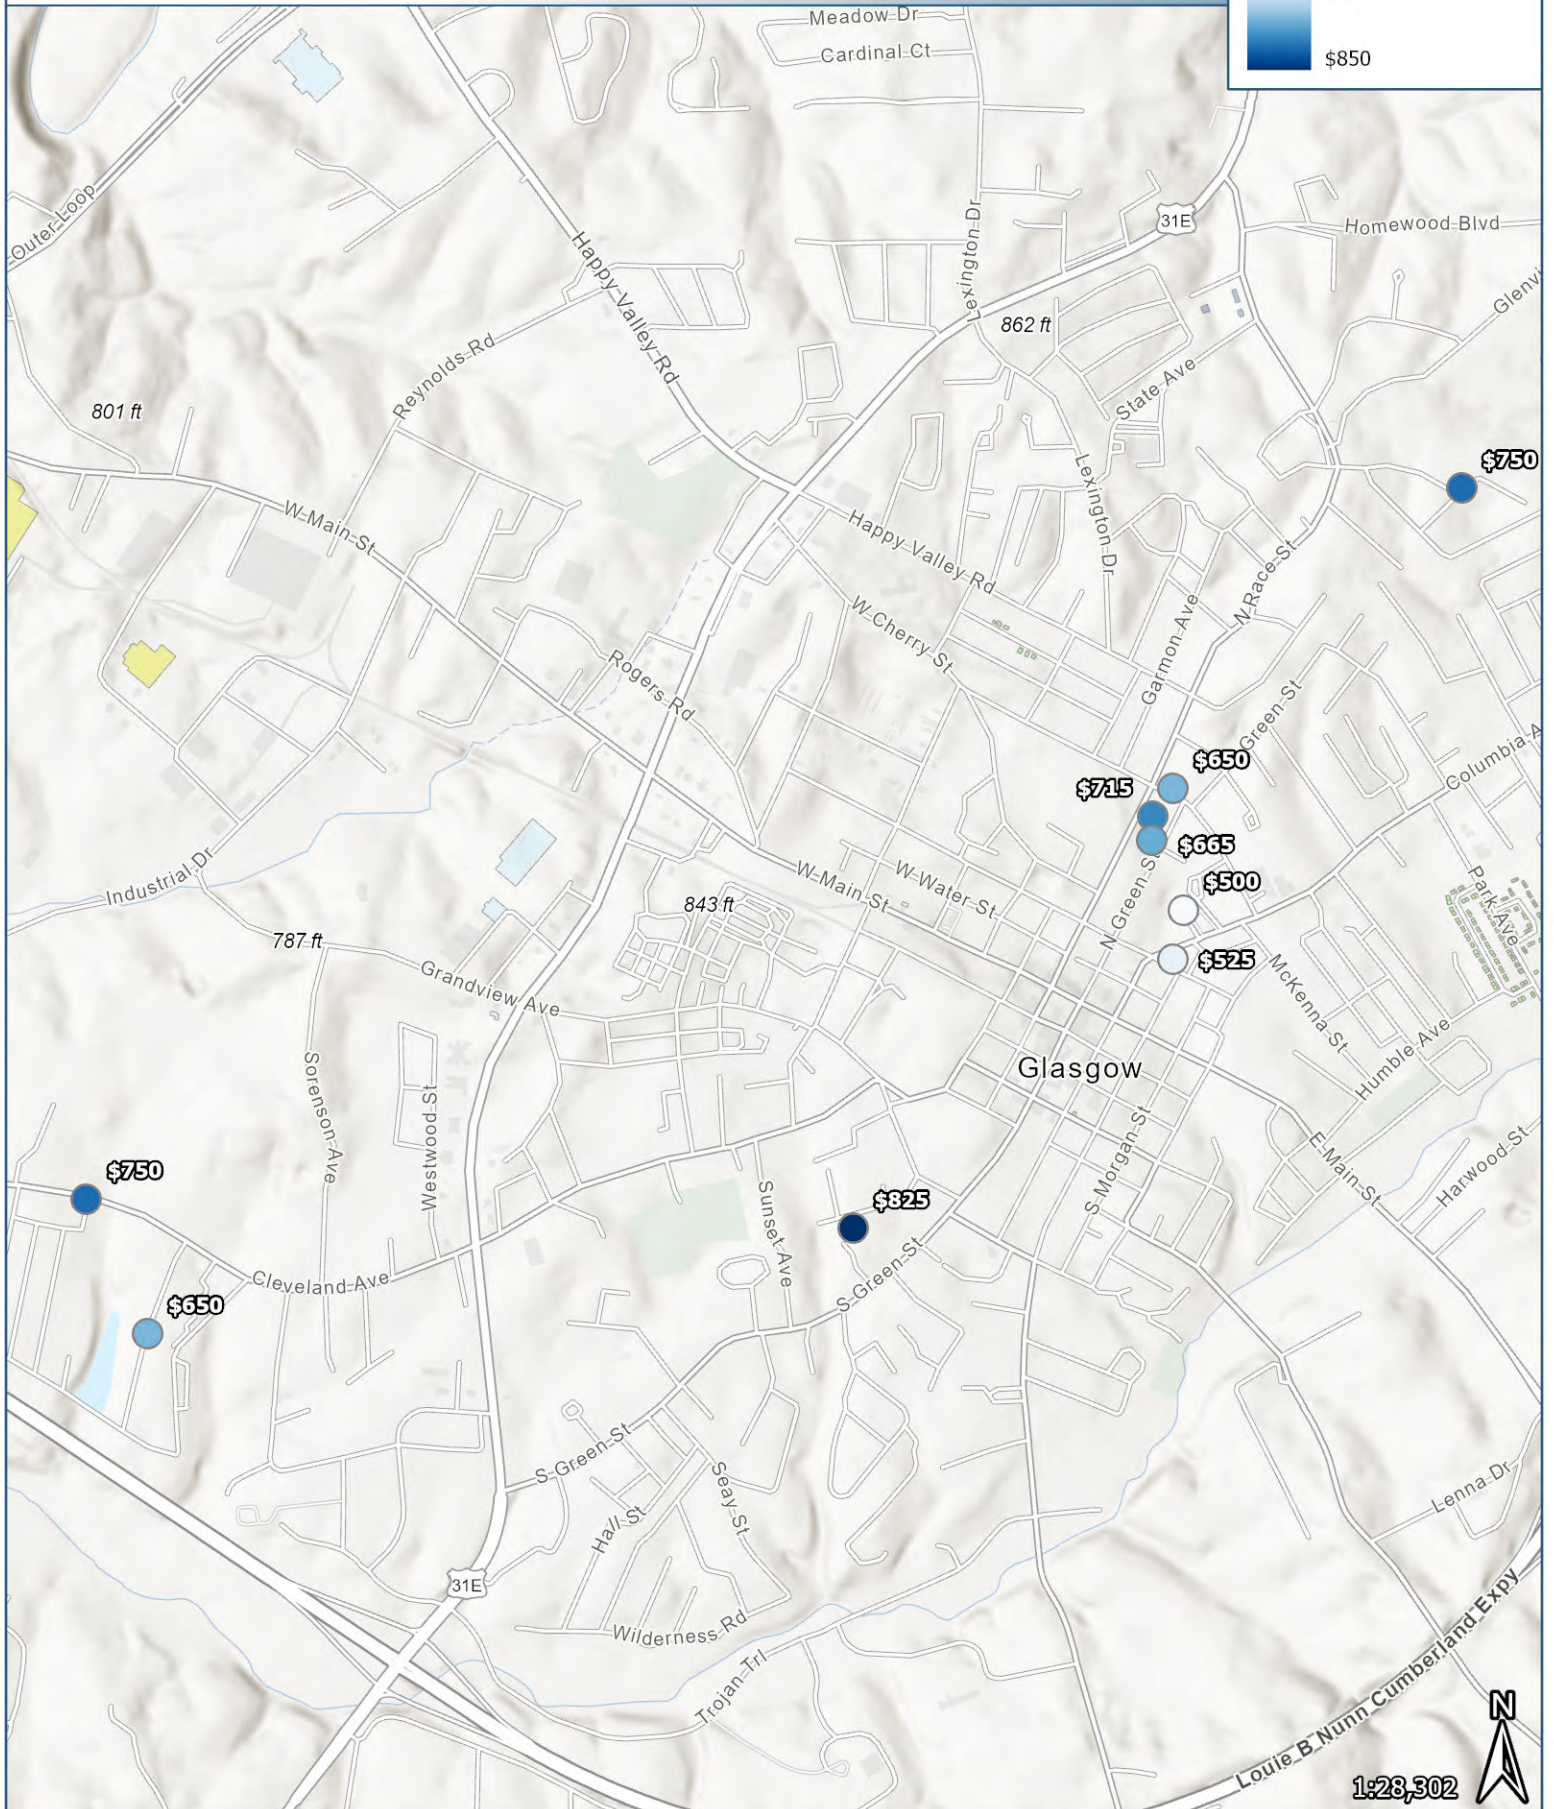 $850
Meadow Dr
Cardinal Ct
Outer Loop
31E
Homewood Blvd
Happy Valley Rd
Lexington Dr
862 ft
Reynolds Rd
State Ave
801 ft
$750
W Main St
Lexington Dr
Happy Valley Rd
N Race St
W Cherry St
Garmon Ave
Rogers Rd
Green St
Columbia A
$650
$715
$665
Industrial Dr
W Main St
W Water St
$500
Park Ave
843 ft
N Green St
787 ft
$525
Grandview Ave
McKenna St
Humble Ave
Glasgow
Sorenson Ave
Westwood St
S Morgan St
E Main St
Harwood St
$750
$825
Sunset Ave
Cleveland Ave
S Green St
$650
S Green St
Seay St
Lenna Dr
Hall St
31E
Wilderness Rd
Trojan Trl
Louie B Nunn Cumberland Expy
N
1:28,302